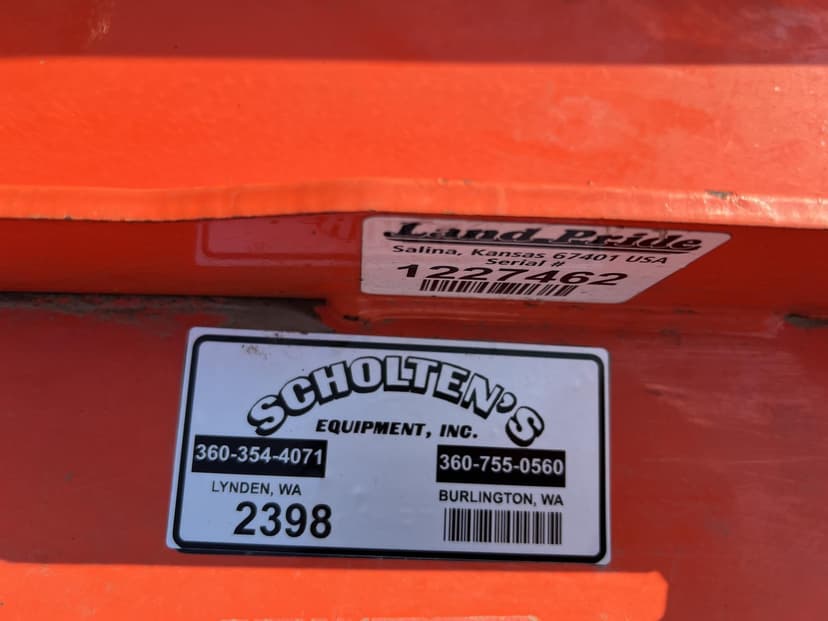 Land Pride
Salina, Kansas 67401 USA
Serial #
1227462
SCHOLTEN'S
EQUIPMENT, INC.
360-354-4071 360-755-0560
LYNDEN, WA BURLINGTON, WA
2398